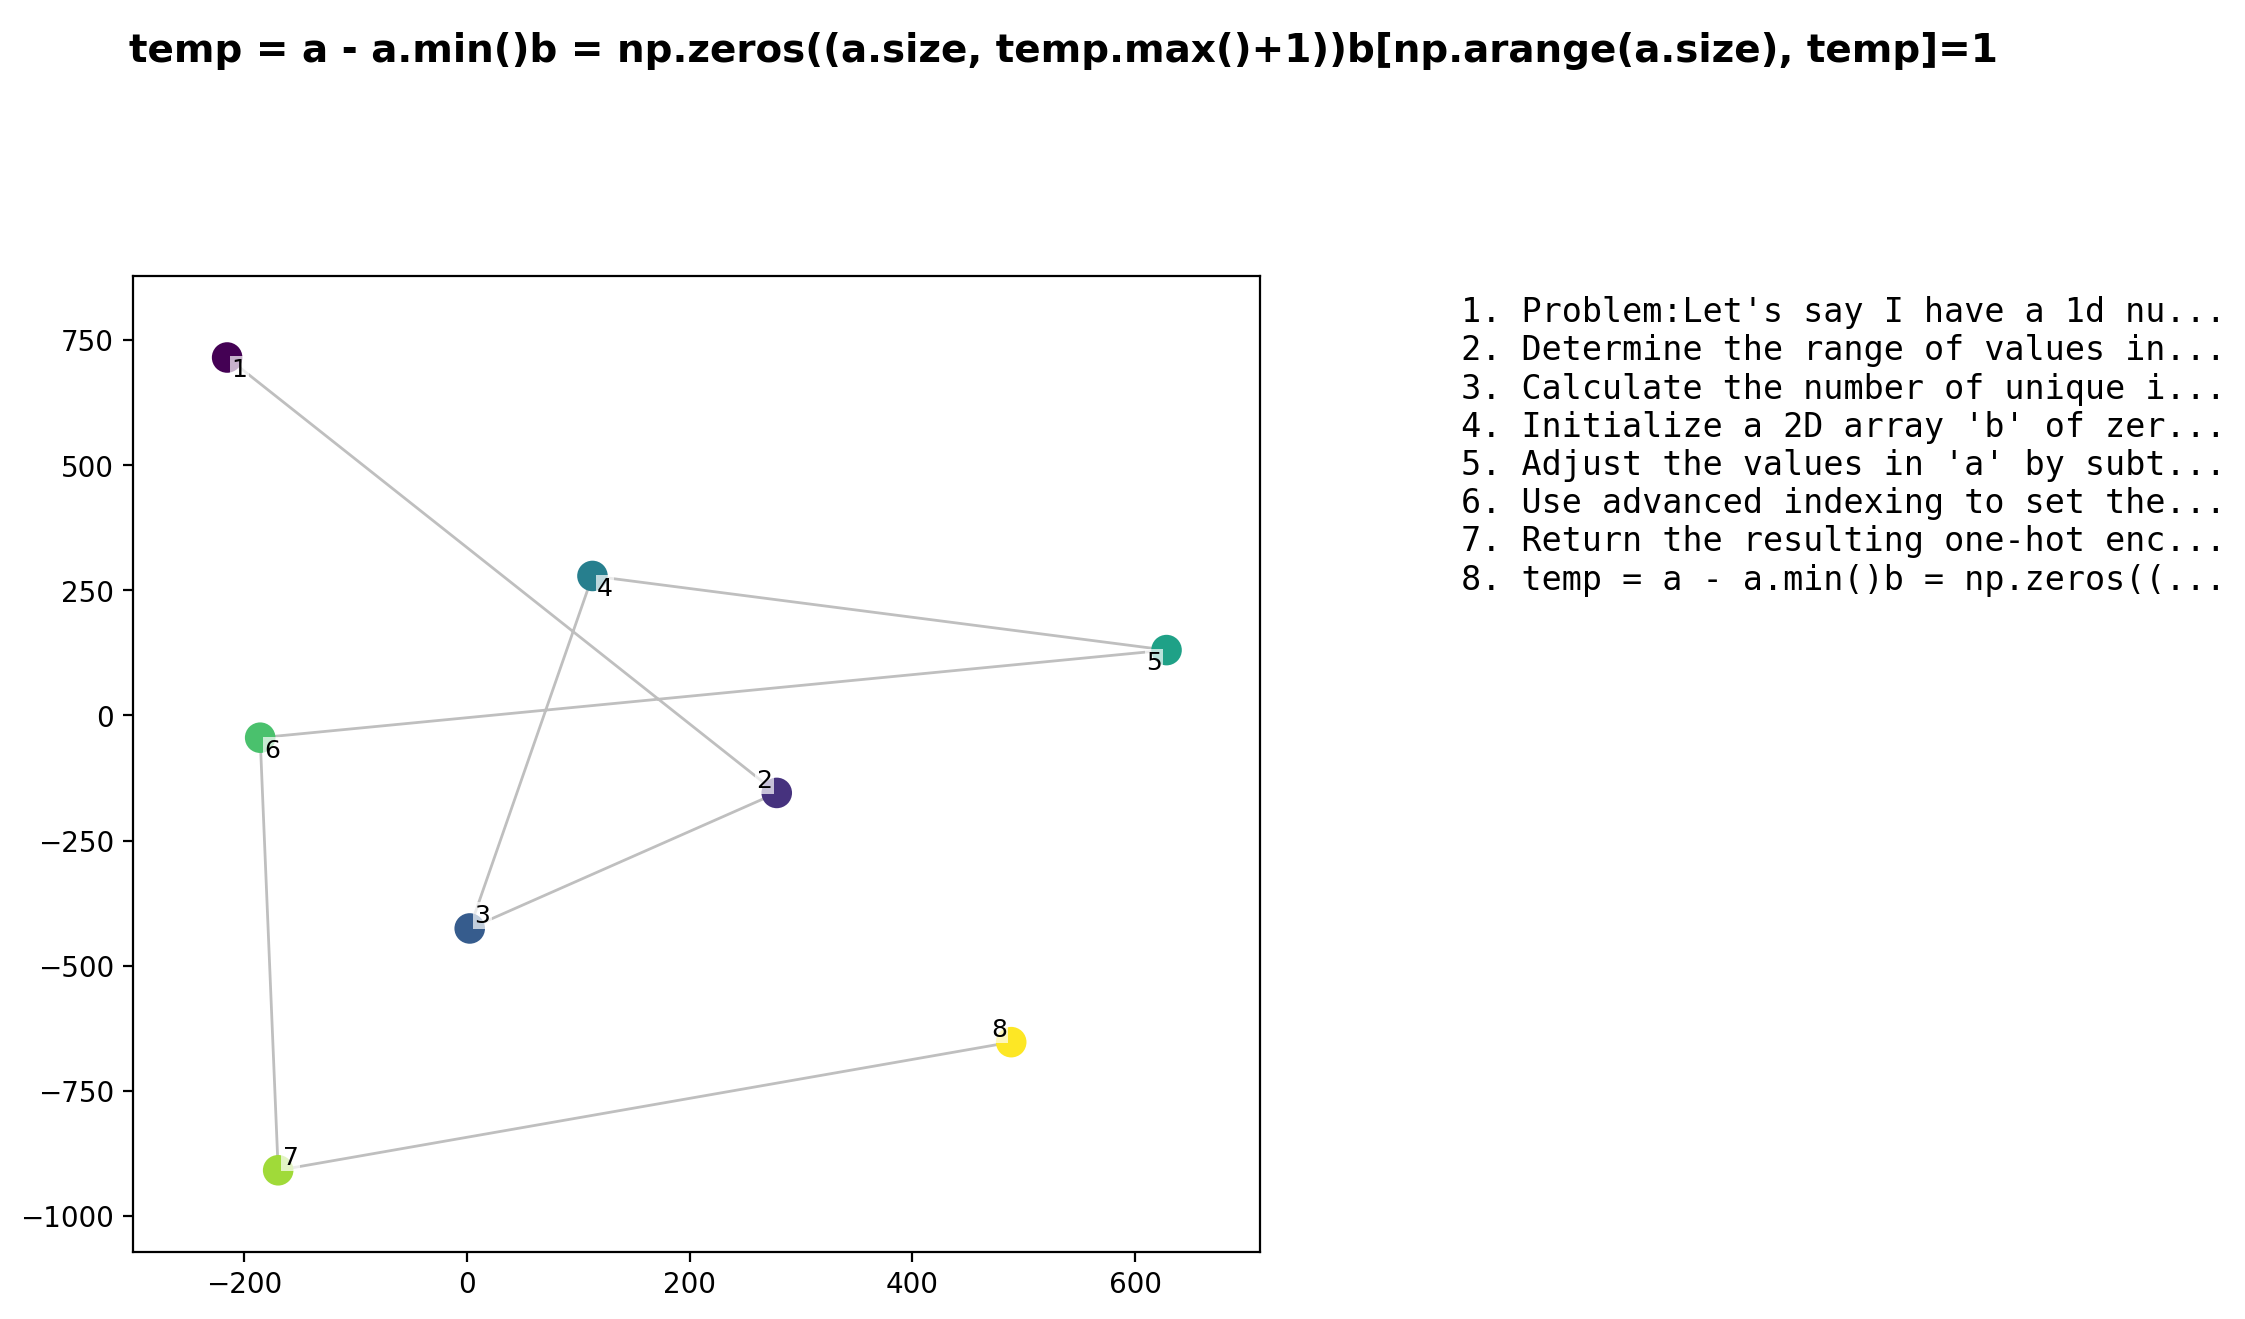 temp = a - a.min()b = np.zeros((a.size, temp.max()+1))b[np.arange(a.size), temp]=1
750
500
250
0
−250
−500
−750
−1000
−200
0
200
400
600
1
2
3
4
5
6
7
8
1. Problem:Let's say I have a 1d nu...
2. Determine the range of values in...
3. Calculate the number of unique i...
4. Initialize a 2D array 'b' of zer...
5. Adjust the values in 'a' by subt...
6. Use advanced indexing to set the...
7. Return the resulting one-hot enc...
8. temp = a - a.min()b = np.zeros((...